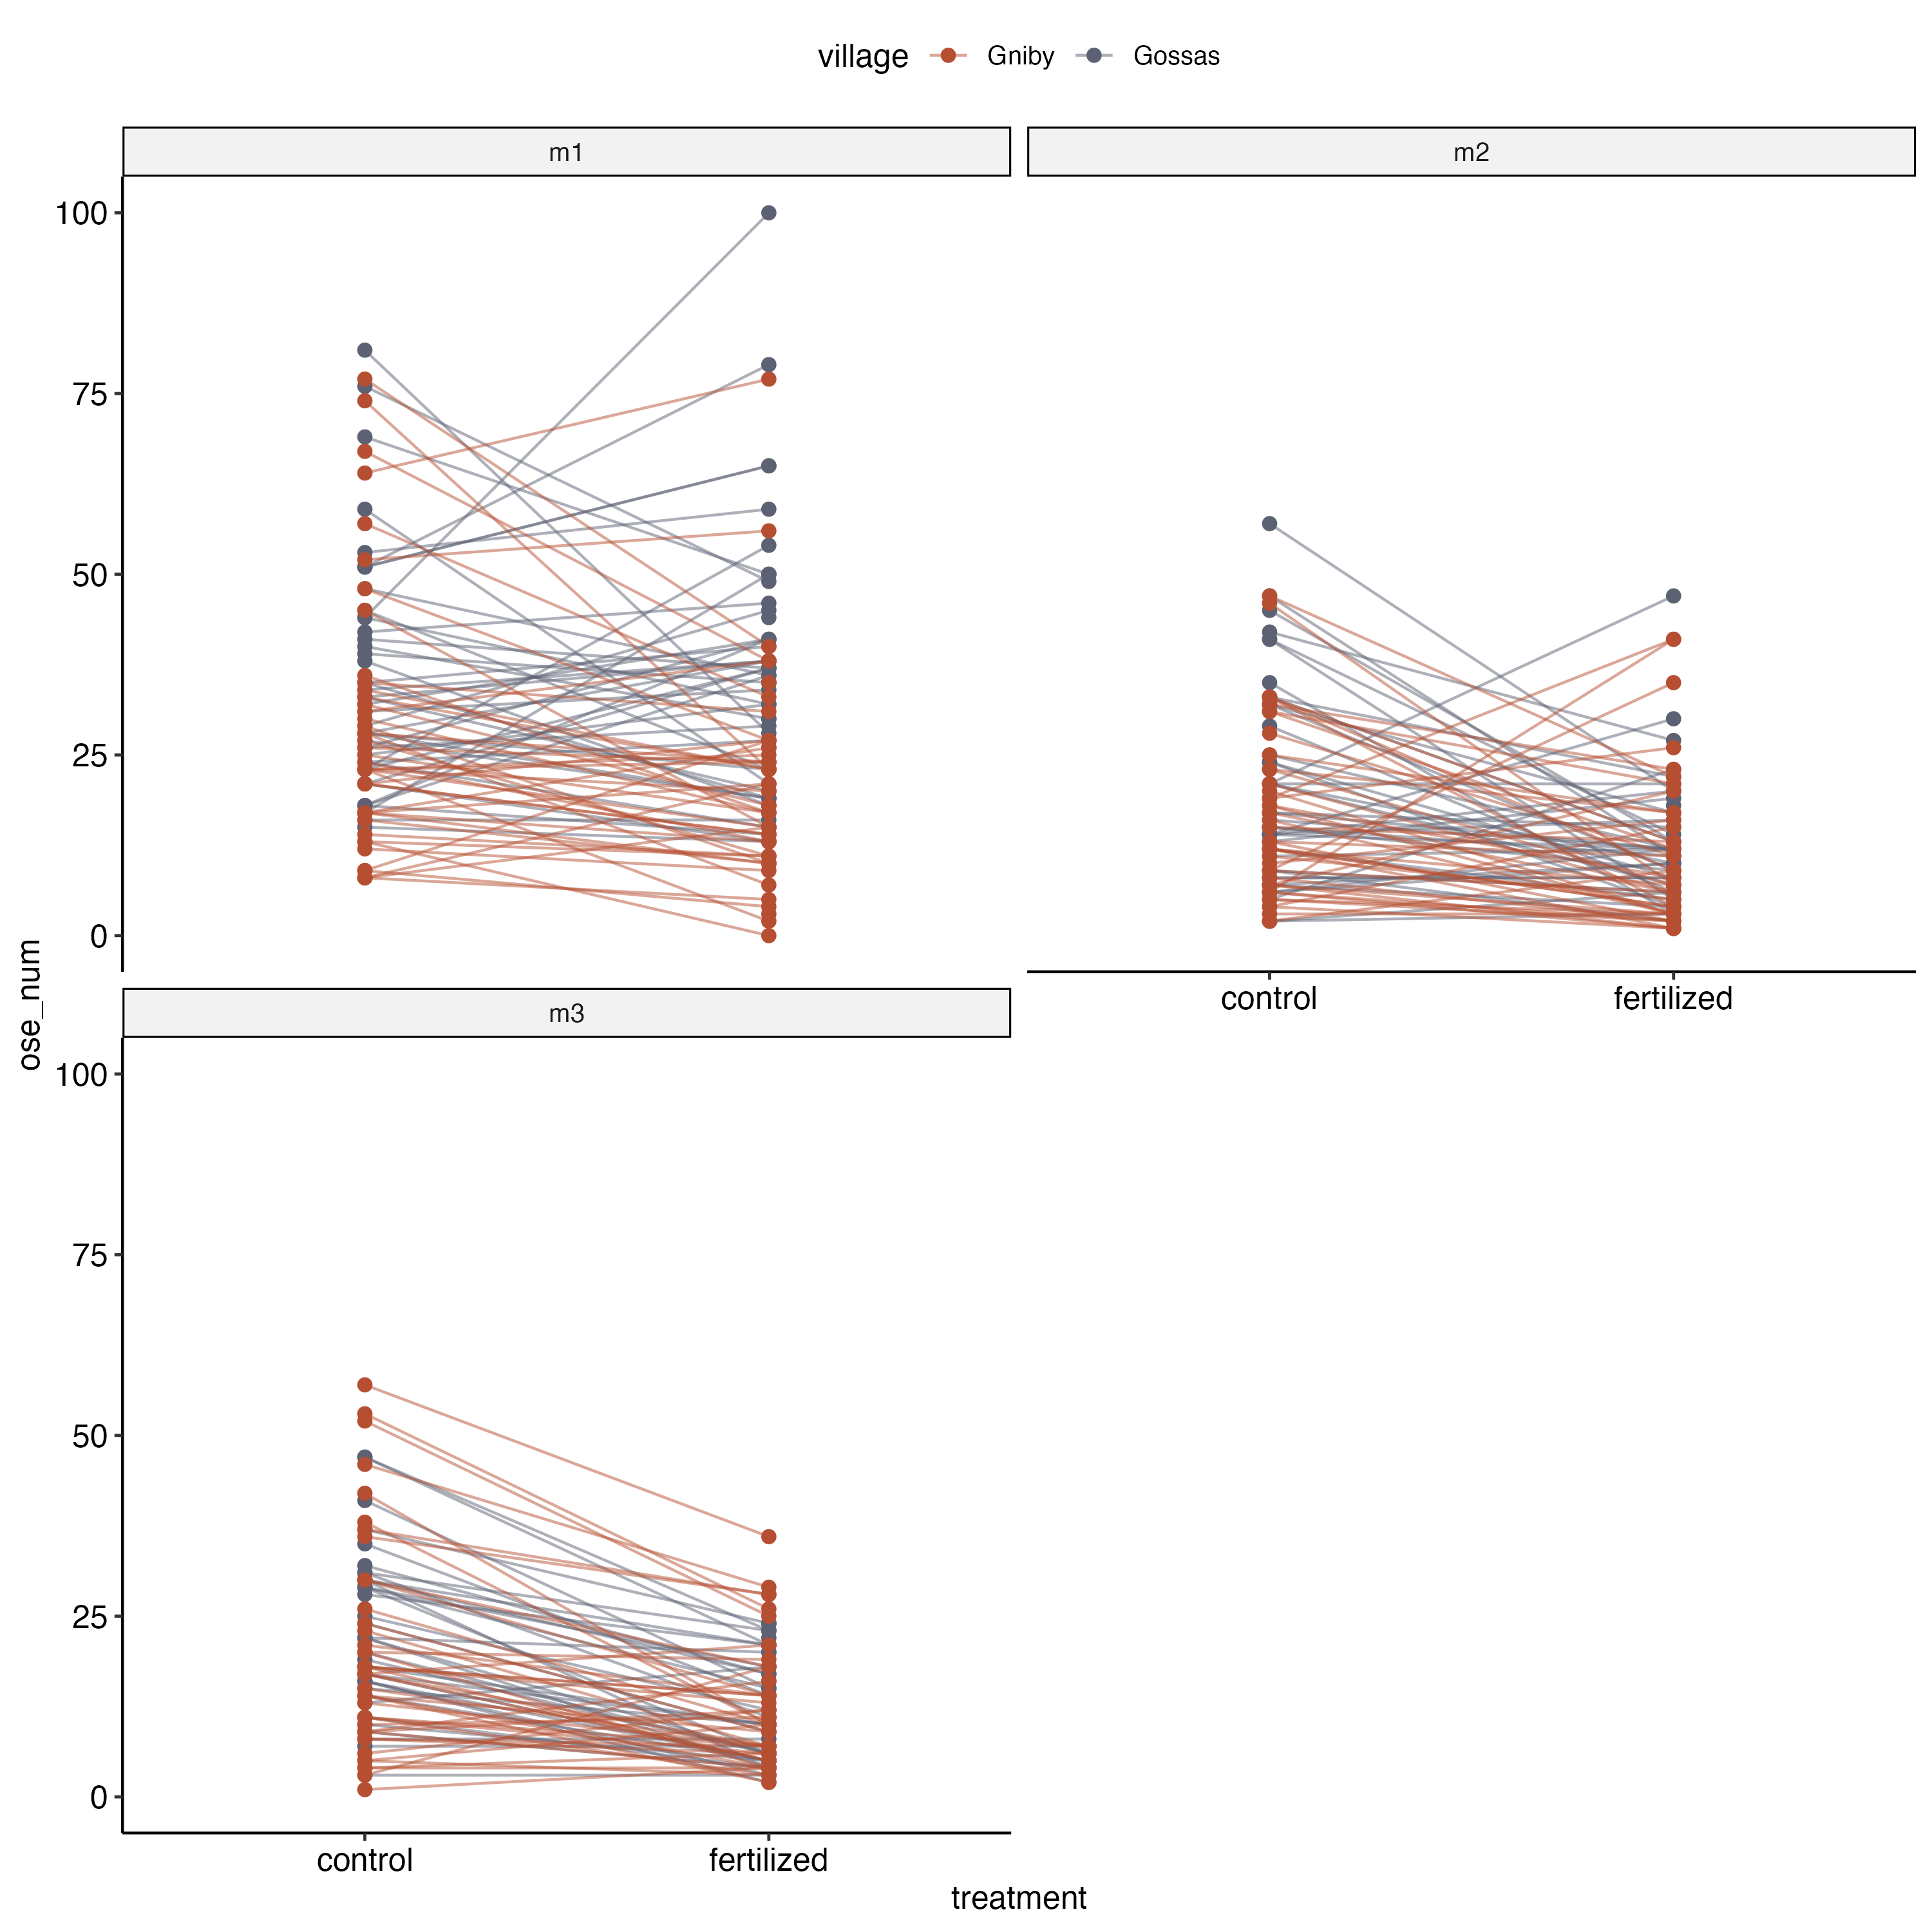 village Gniby Gossas
m1
m2
100
75
50
25
0
control fertilized
m3
ose_num
100
75
50
25
0
control fertilized
treatment